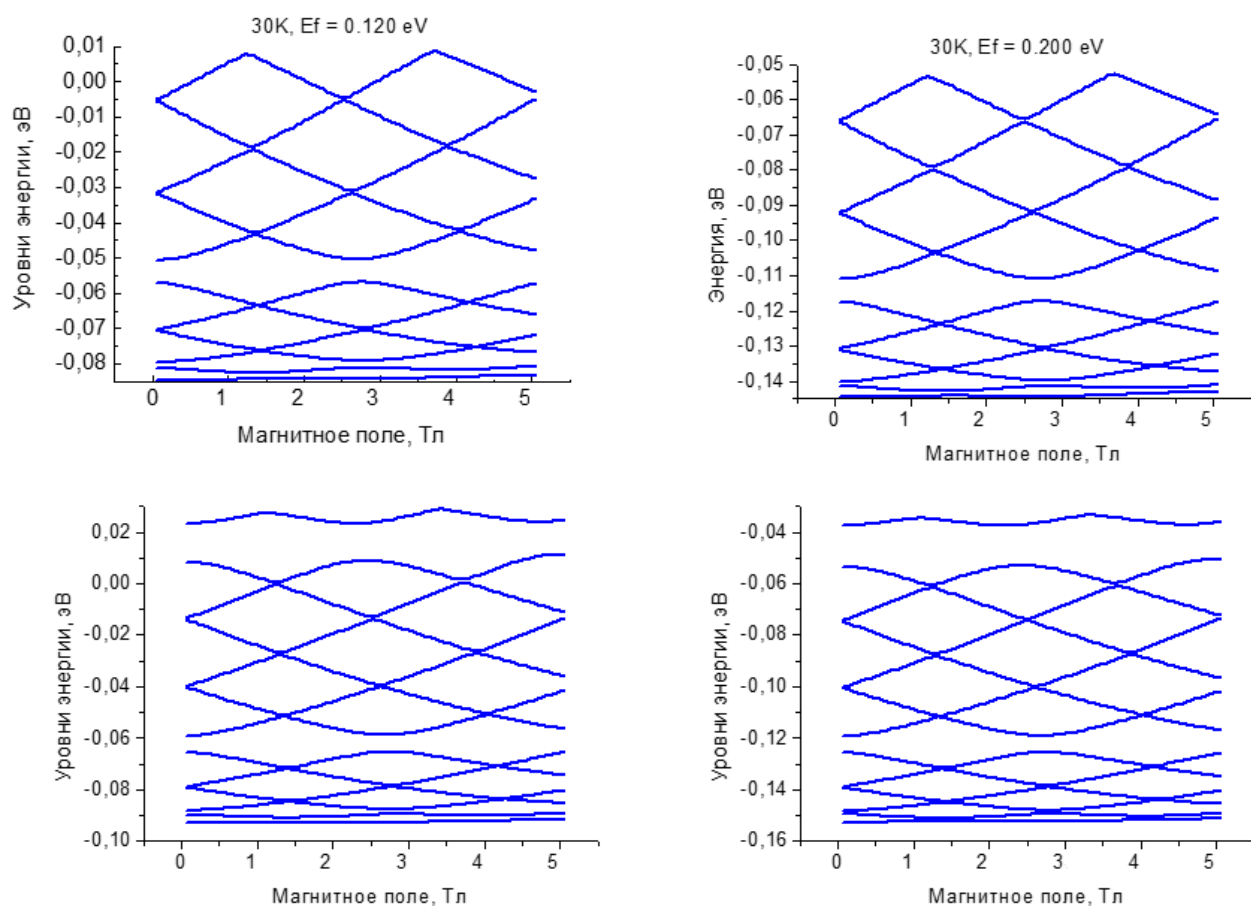 30K, Ef = 0.120 eV
0,01
0,00
-0,01
-0,02
-0,03
-0,04
-0,05
-0,06
-0,07
-0,08
Уровни энергии, эВ
0 1 2 3 4 5
Магнитное поле, Тл
30K, Ef = 0.200 eV
-0,05
-0,06
-0,07
-0,08
-0,09
-0,10
-0,11
-0,12
-0,13
-0,14
Энергия, эВ
0 1 2 3 4 5
Магнитное поле, Тл
0,02
0,00
-0,02
-0,04
-0,06
-0,08
-0,10
Уровни энергии, эВ
0 1 2 3 4 5
Магнитное поле, Тл
-0,04
-0,06
-0,08
-0,10
-0,12
-0,14
-0,16
Уровни энергии, эВ
0 1 2 3 4 5
Магнитное поле, Тл